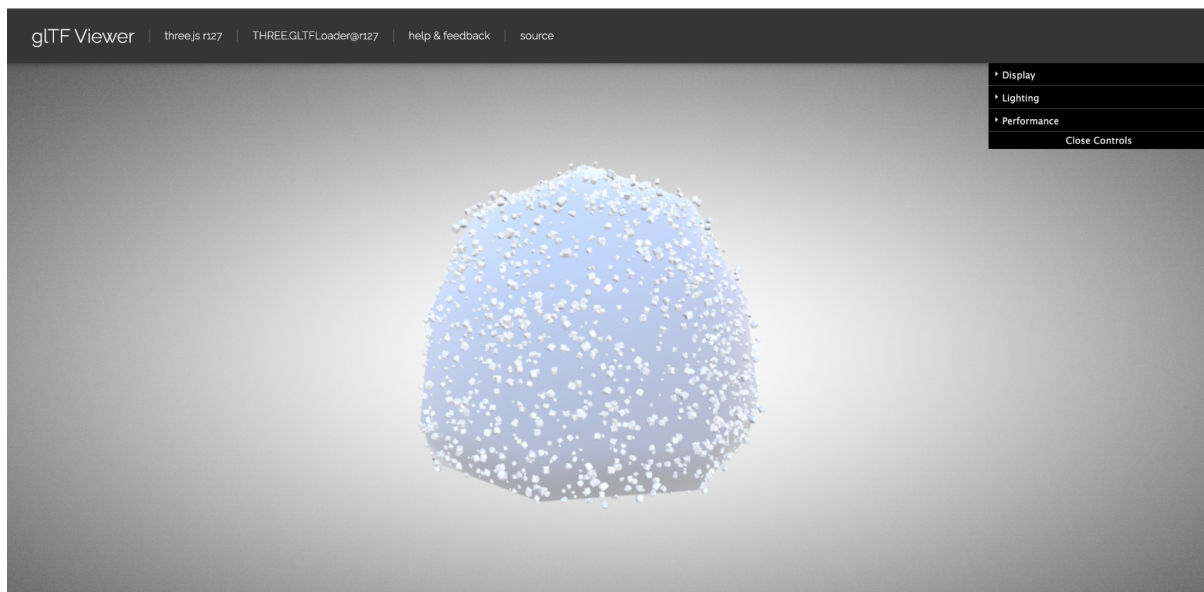 glTF Viewer | three.js r127 | THREE.GLTFLoader@r127 | help & feedback | source
Display
Lighting
Performance
Close Controls